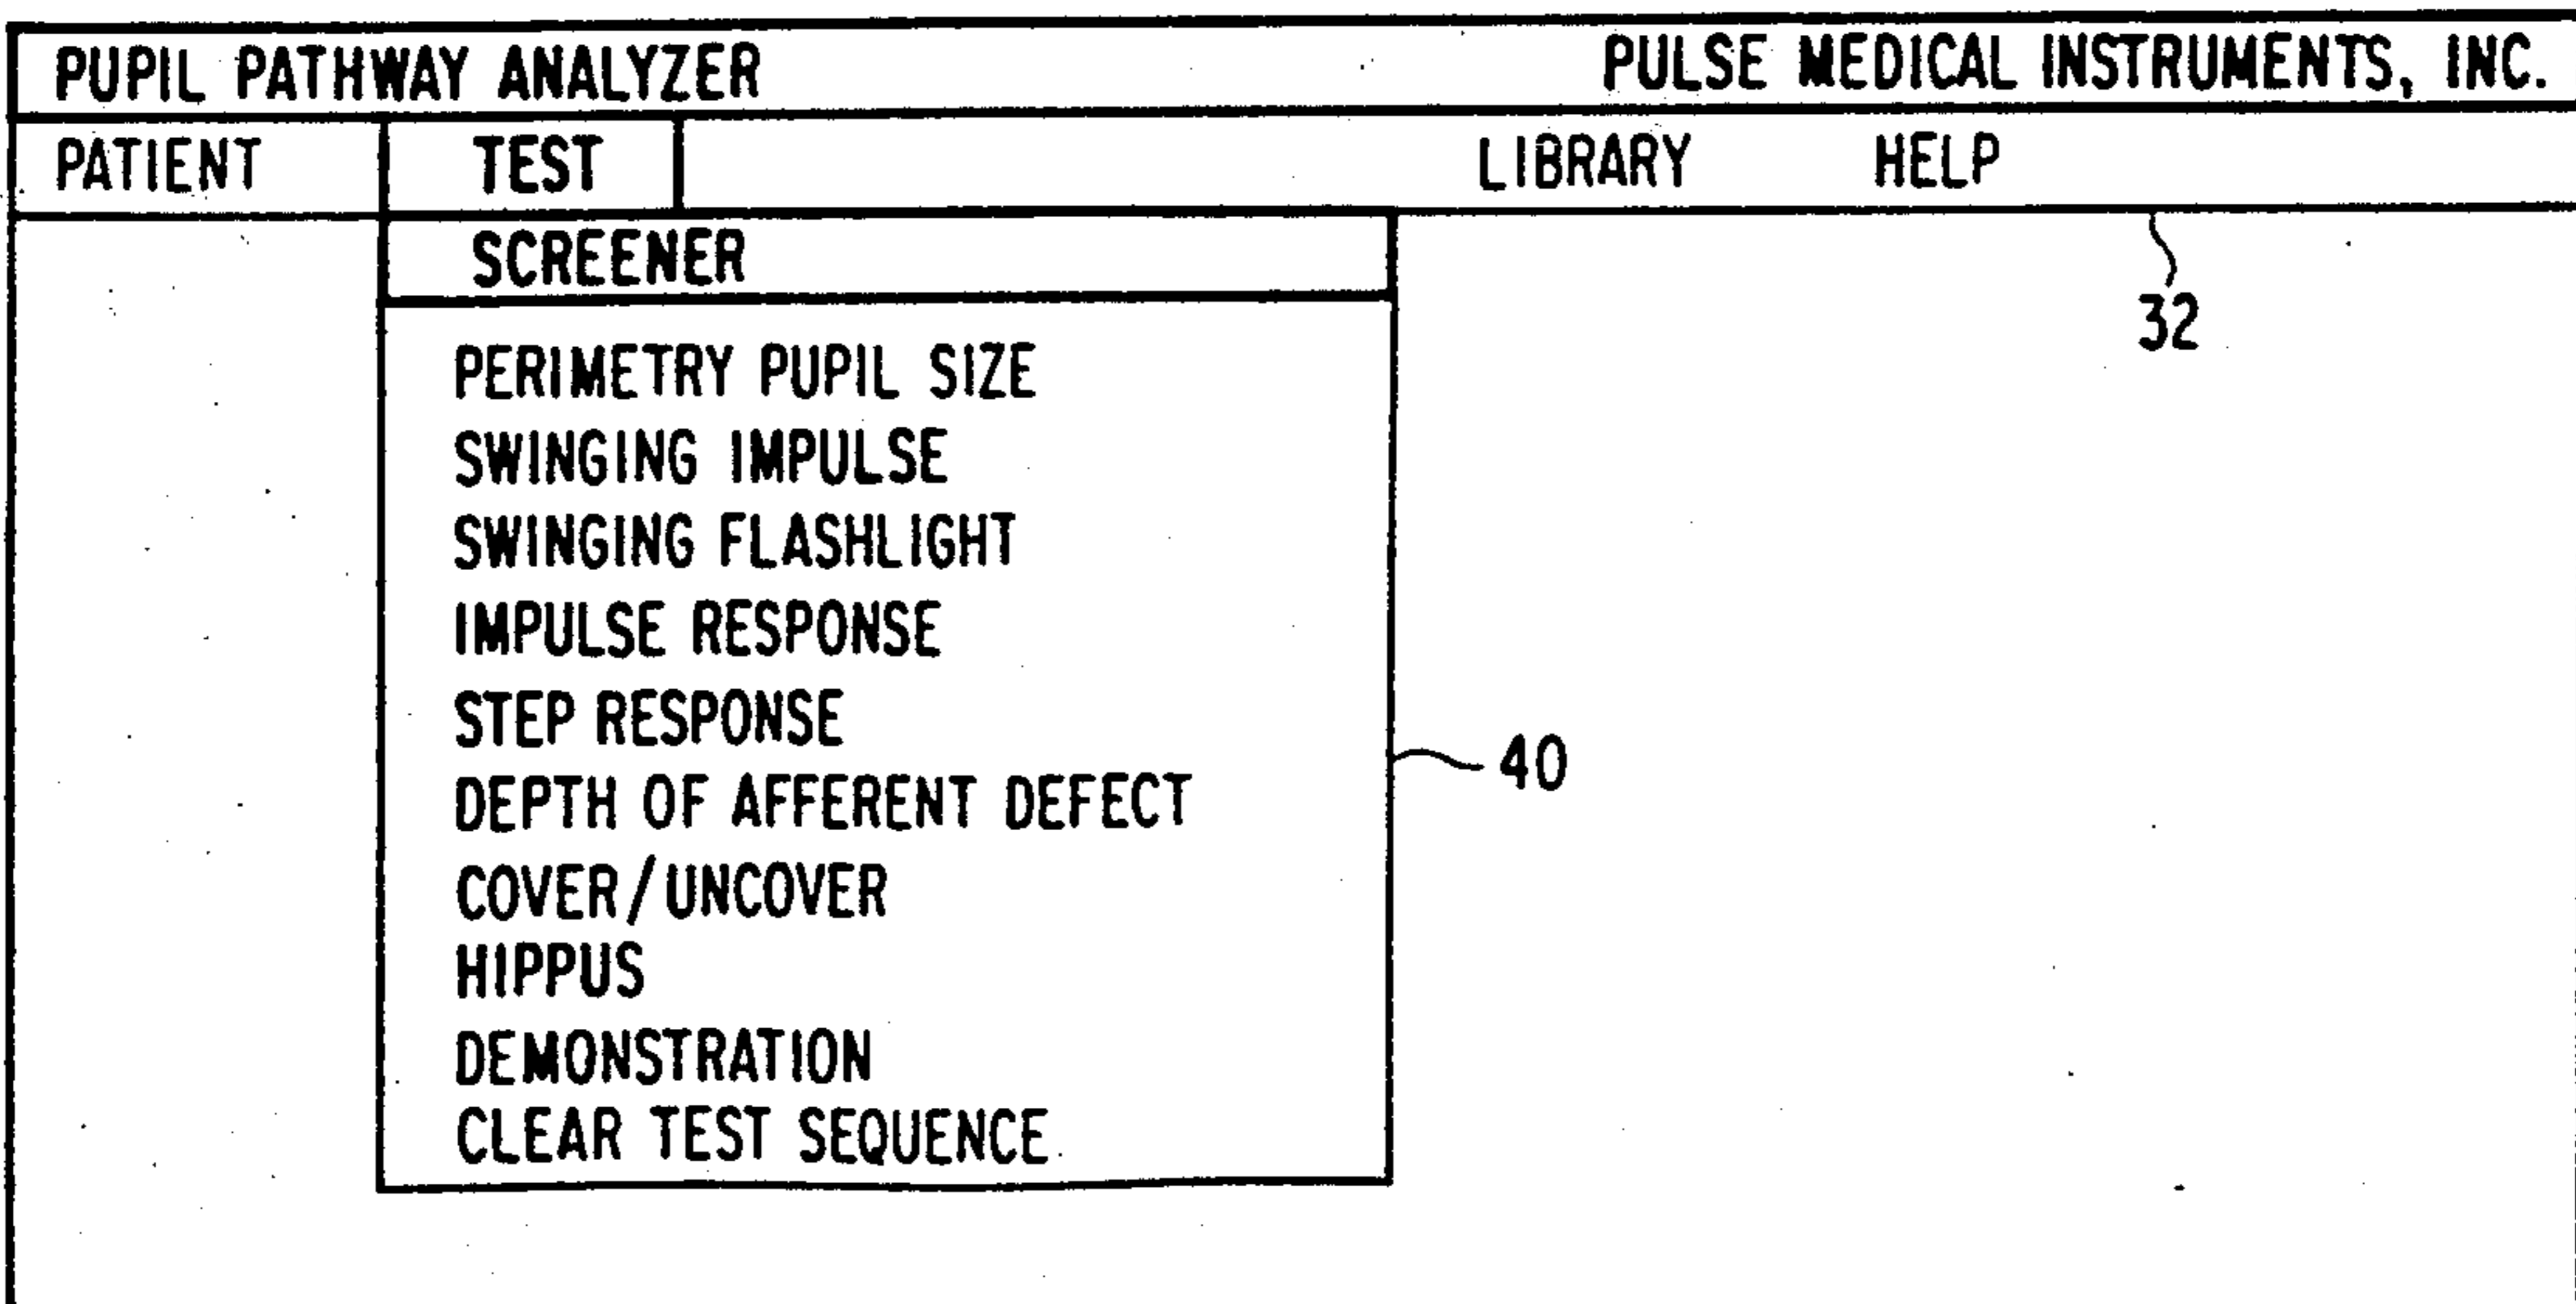 PUPIL PATHWAY ANALYZER PULSE MEDICAL INSTRUMENTS, INC.
PATIENT TEST LIBRARY HELP
SCREENER
32
PERIMETRY PUPIL SIZE
SWINGING IMPULSE
SWINGING FLASHLIGHT
IMPULSE RESPONSE
STEP RESPONSE
40
DEPTH OF AFFERENT DEFECT
COVER/UNCOVER
HIPPUS
DEMONSTRATION
CLEAR TEST SEQUENCE